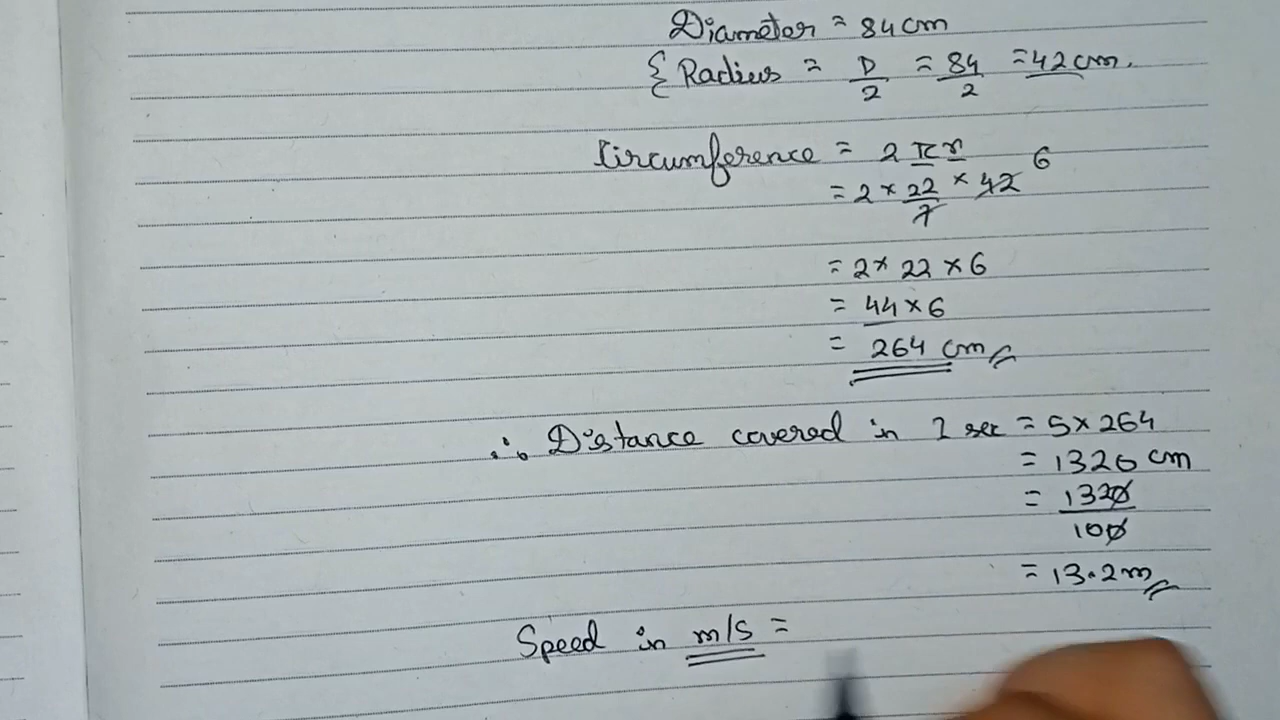 Diameter = 84 cm
{ Radius = D/2 = 84/2 = 42 cm.
Circumference = 2πr
= 2 × 22/7 × 42 6
= 2 × 22 × 6
= 44 × 6
= 264 cm
∴ Distance covered in 1 sec = 5 × 264
= 1320 cm
= 1320/100
= 13.2 m
Speed in m/s =